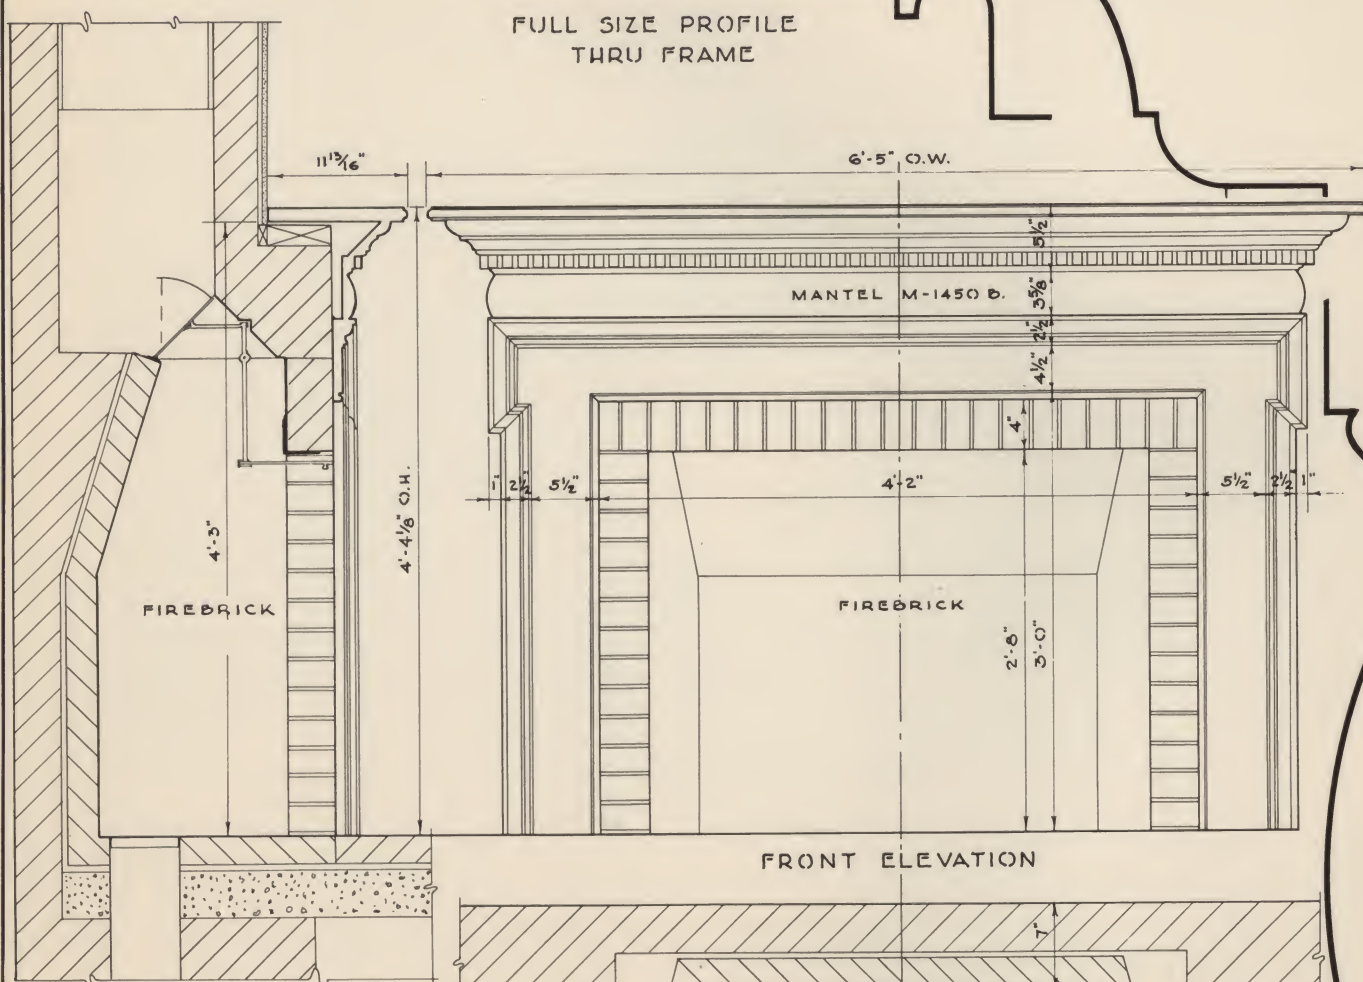 FULL SIZE PROFILE
THRU FRAME
11 13/16"
6'-5" O.W.
5 1/2"
MANTEL M-1450 B.
3 5/8"
2 1/2"
4 1/2"
4"
1"
2 1/2"
5 1/2"
4'-2"
5 1/2"
2 1/2"
1"
4'-3"
4'-4 1/8" O.H.
FIREBRICK
FIREBRICK
2'-8"
3'-0"
FRONT ELEVATION
7"